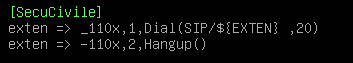 [SecuCivile]
exten => _110x,1,Dial(SIP/${EXTEN} ,20)
exten => -110x,2,Hangup()